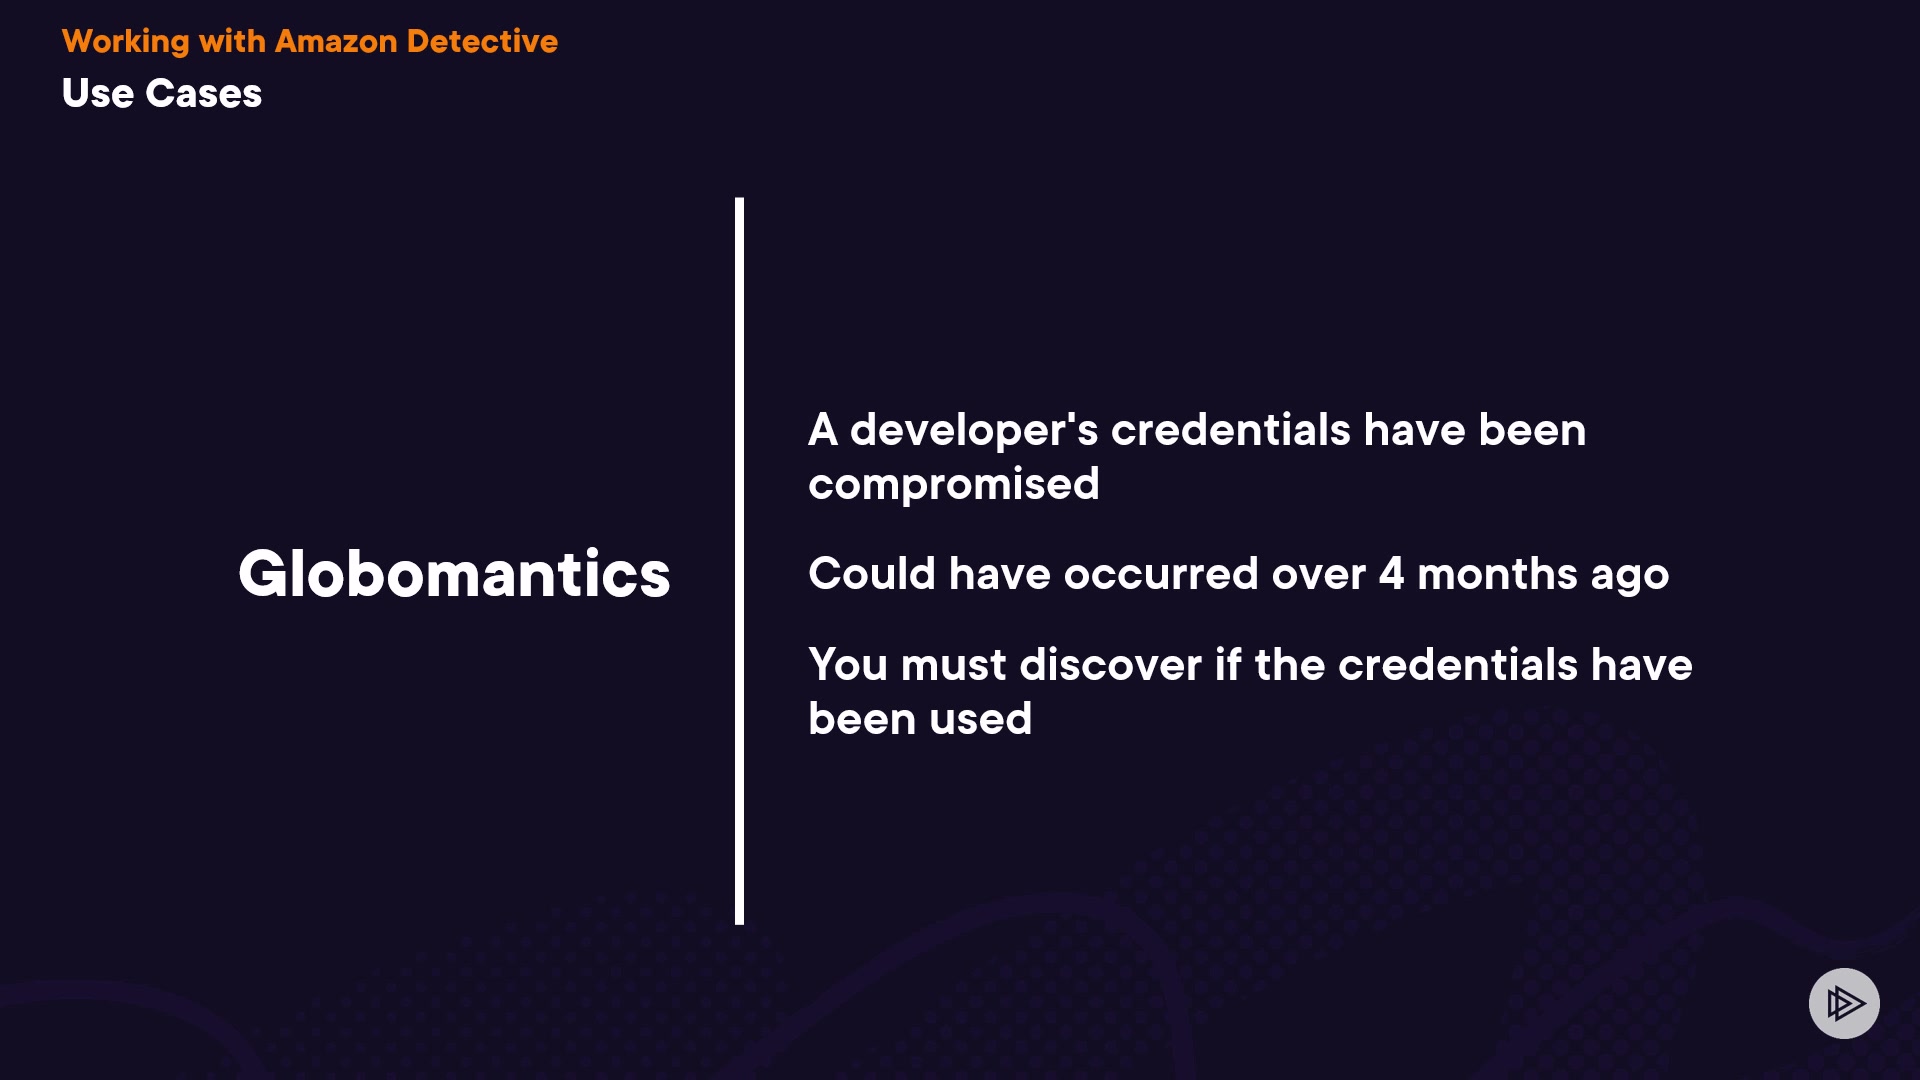 Working with Amazon Detective
Use Cases
Globomantics
A developer's credentials have been
compromised
Could have occurred over 4 months ago
You must discover if the credentials have
been used